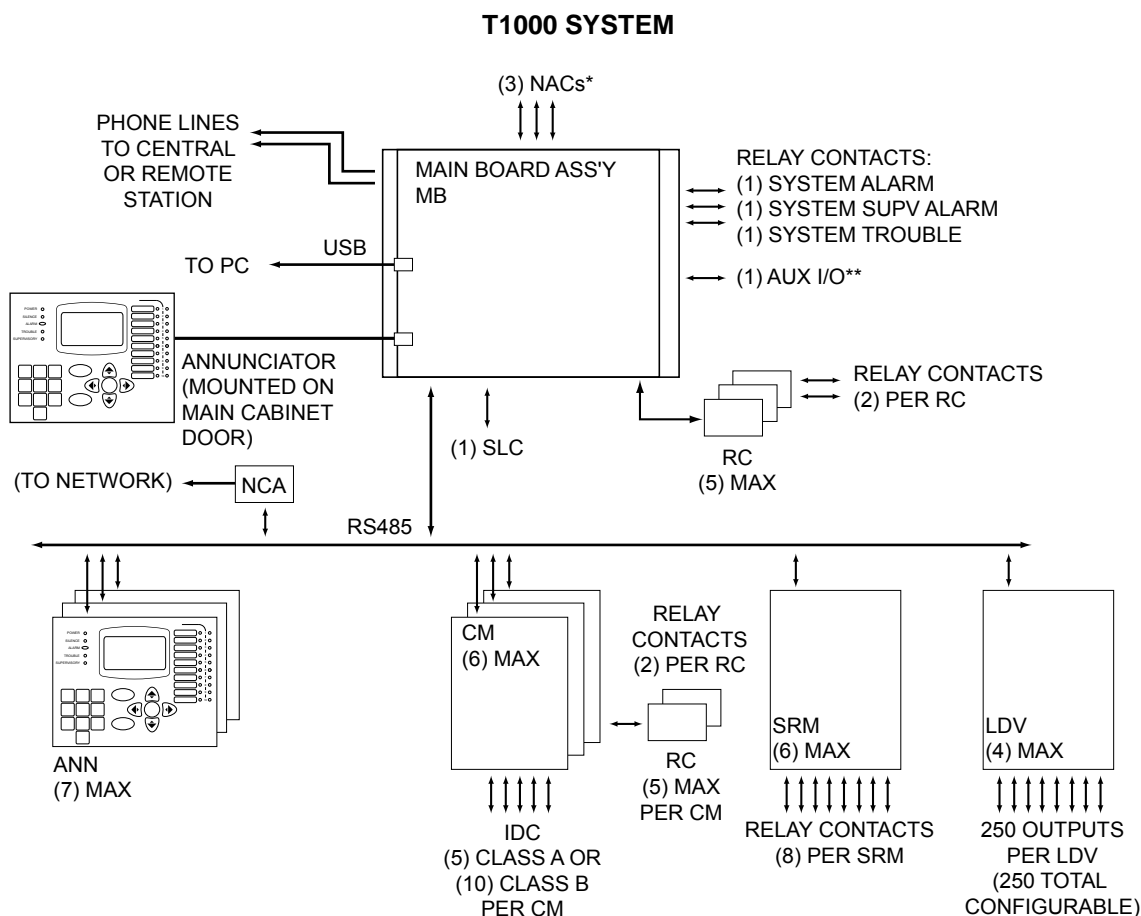 T1000 SYSTEM
(3) NACs*
PHONE LINES
TO CENTRAL
OR REMOTE
STATION
MAIN BOARD ASS'Y
MB
RELAY CONTACTS:
(1) SYSTEM ALARM
(1) SYSTEM SUPV ALARM
(1) SYSTEM TROUBLE
USB
TO PC
(1) AUX I/O**
POWER
SILENCE
ALARM
TROUBLE
SUPERVISORY
ANNUNCIATOR
(MOUNTED ON
MAIN CABINET
DOOR)
(1) SLC
RELAY CONTACTS
(2) PER RC
RC
(5) MAX
(TO NETWORK)
NCA
RS485
POWER
SILENCE
ALARM
TROUBLE
SUPERVISORY
ANN
(7) MAX
CM
(6) MAX
RELAY
CONTACTS
(2) PER RC
RC
(5) MAX
PER CM
IDC
(5) CLASS A OR
(10) CLASS B
PER CM
SRM
(6) MAX
RELAY CONTACTS
(8) PER SRM
LDV
(4) MAX
250 OUTPUTS
PER LDV
(250 TOTAL
CONFIGURABLE)